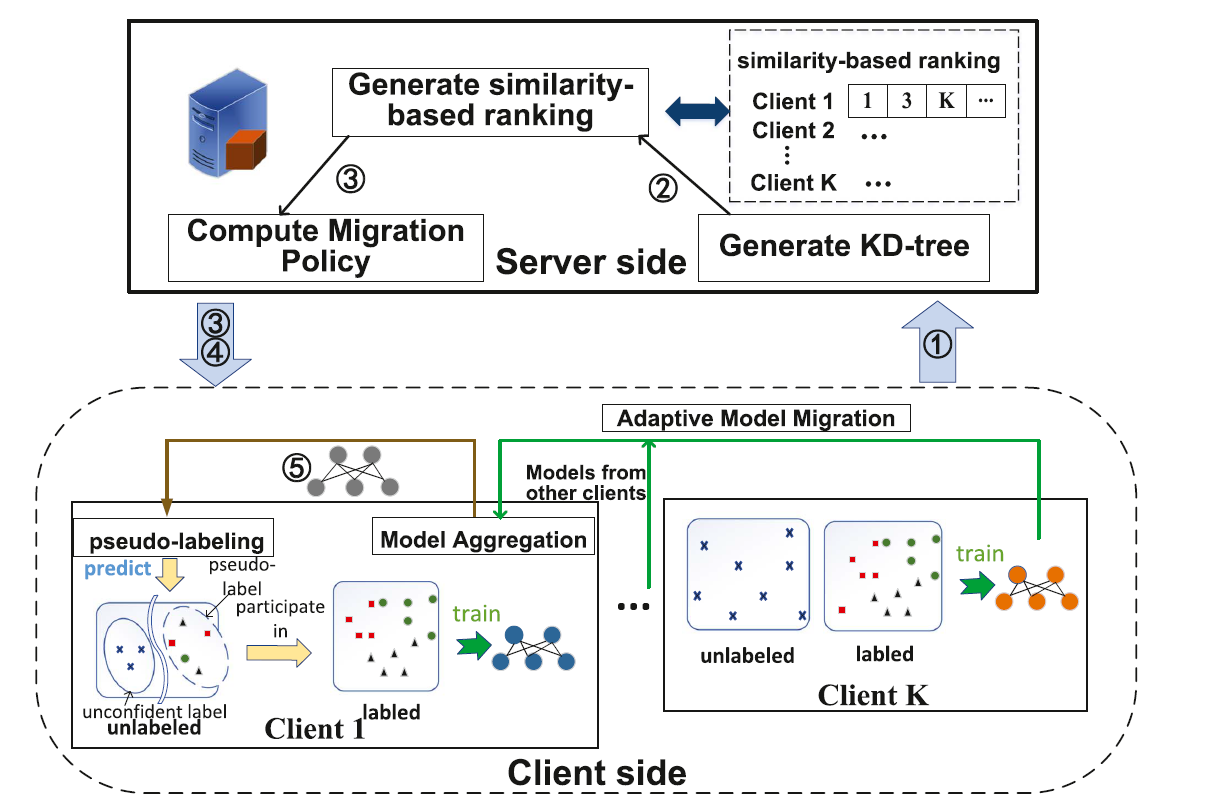 Generate similarity-
based ranking
similarity-based ranking
Client 1 1 3 K ...
Client 2 ...
⋮
Client K ...
③
②
Compute Migration
Policy
Server side
Generate KD-tree
③
④
①
Adaptive Model Migration
⑤
Models from
other clients
pseudo-labeling
Model Aggregation
predict
pseudo-
label
participate
in
train
unconfident label
unlabeled
labled
Client 1
...
train
unlabeled
labled
Client K
Client side